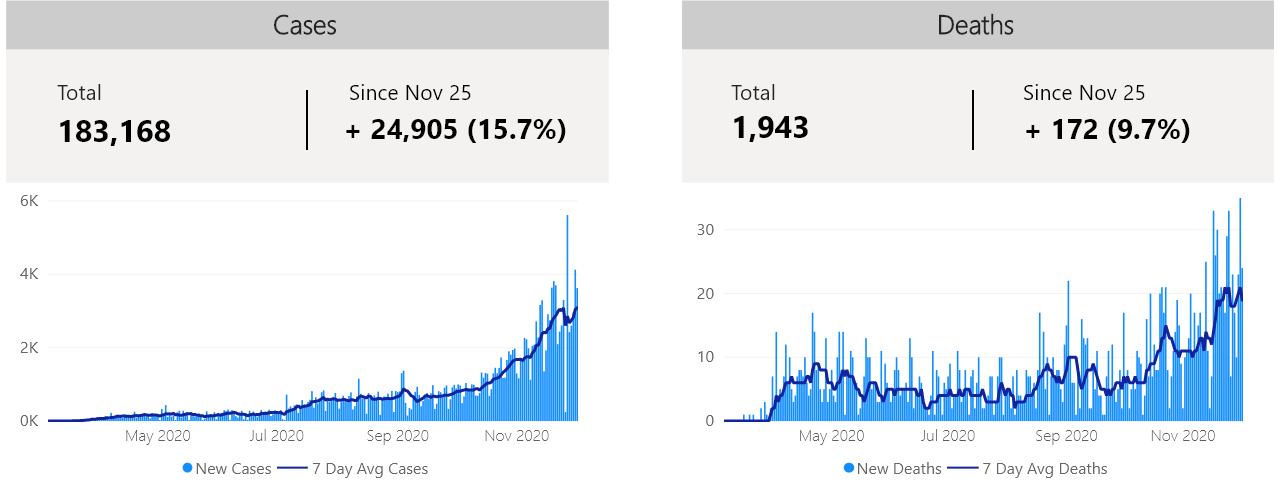 Cases
Total
Since Nov 25
183,168
+ 24,905 (15.7%)
6K
4K
2K
0K
May 2020
Jul 2020
Sep 2020
Nov 2020
New Cases
7 Day Avg Cases
Deaths
Total
Since Nov 25
1,943
+ 172 (9.7%)
30
20
10
0
May 2020
Jul 2020
Sep 2020
Nov 2020
New Deaths
7 Day Avg Deaths